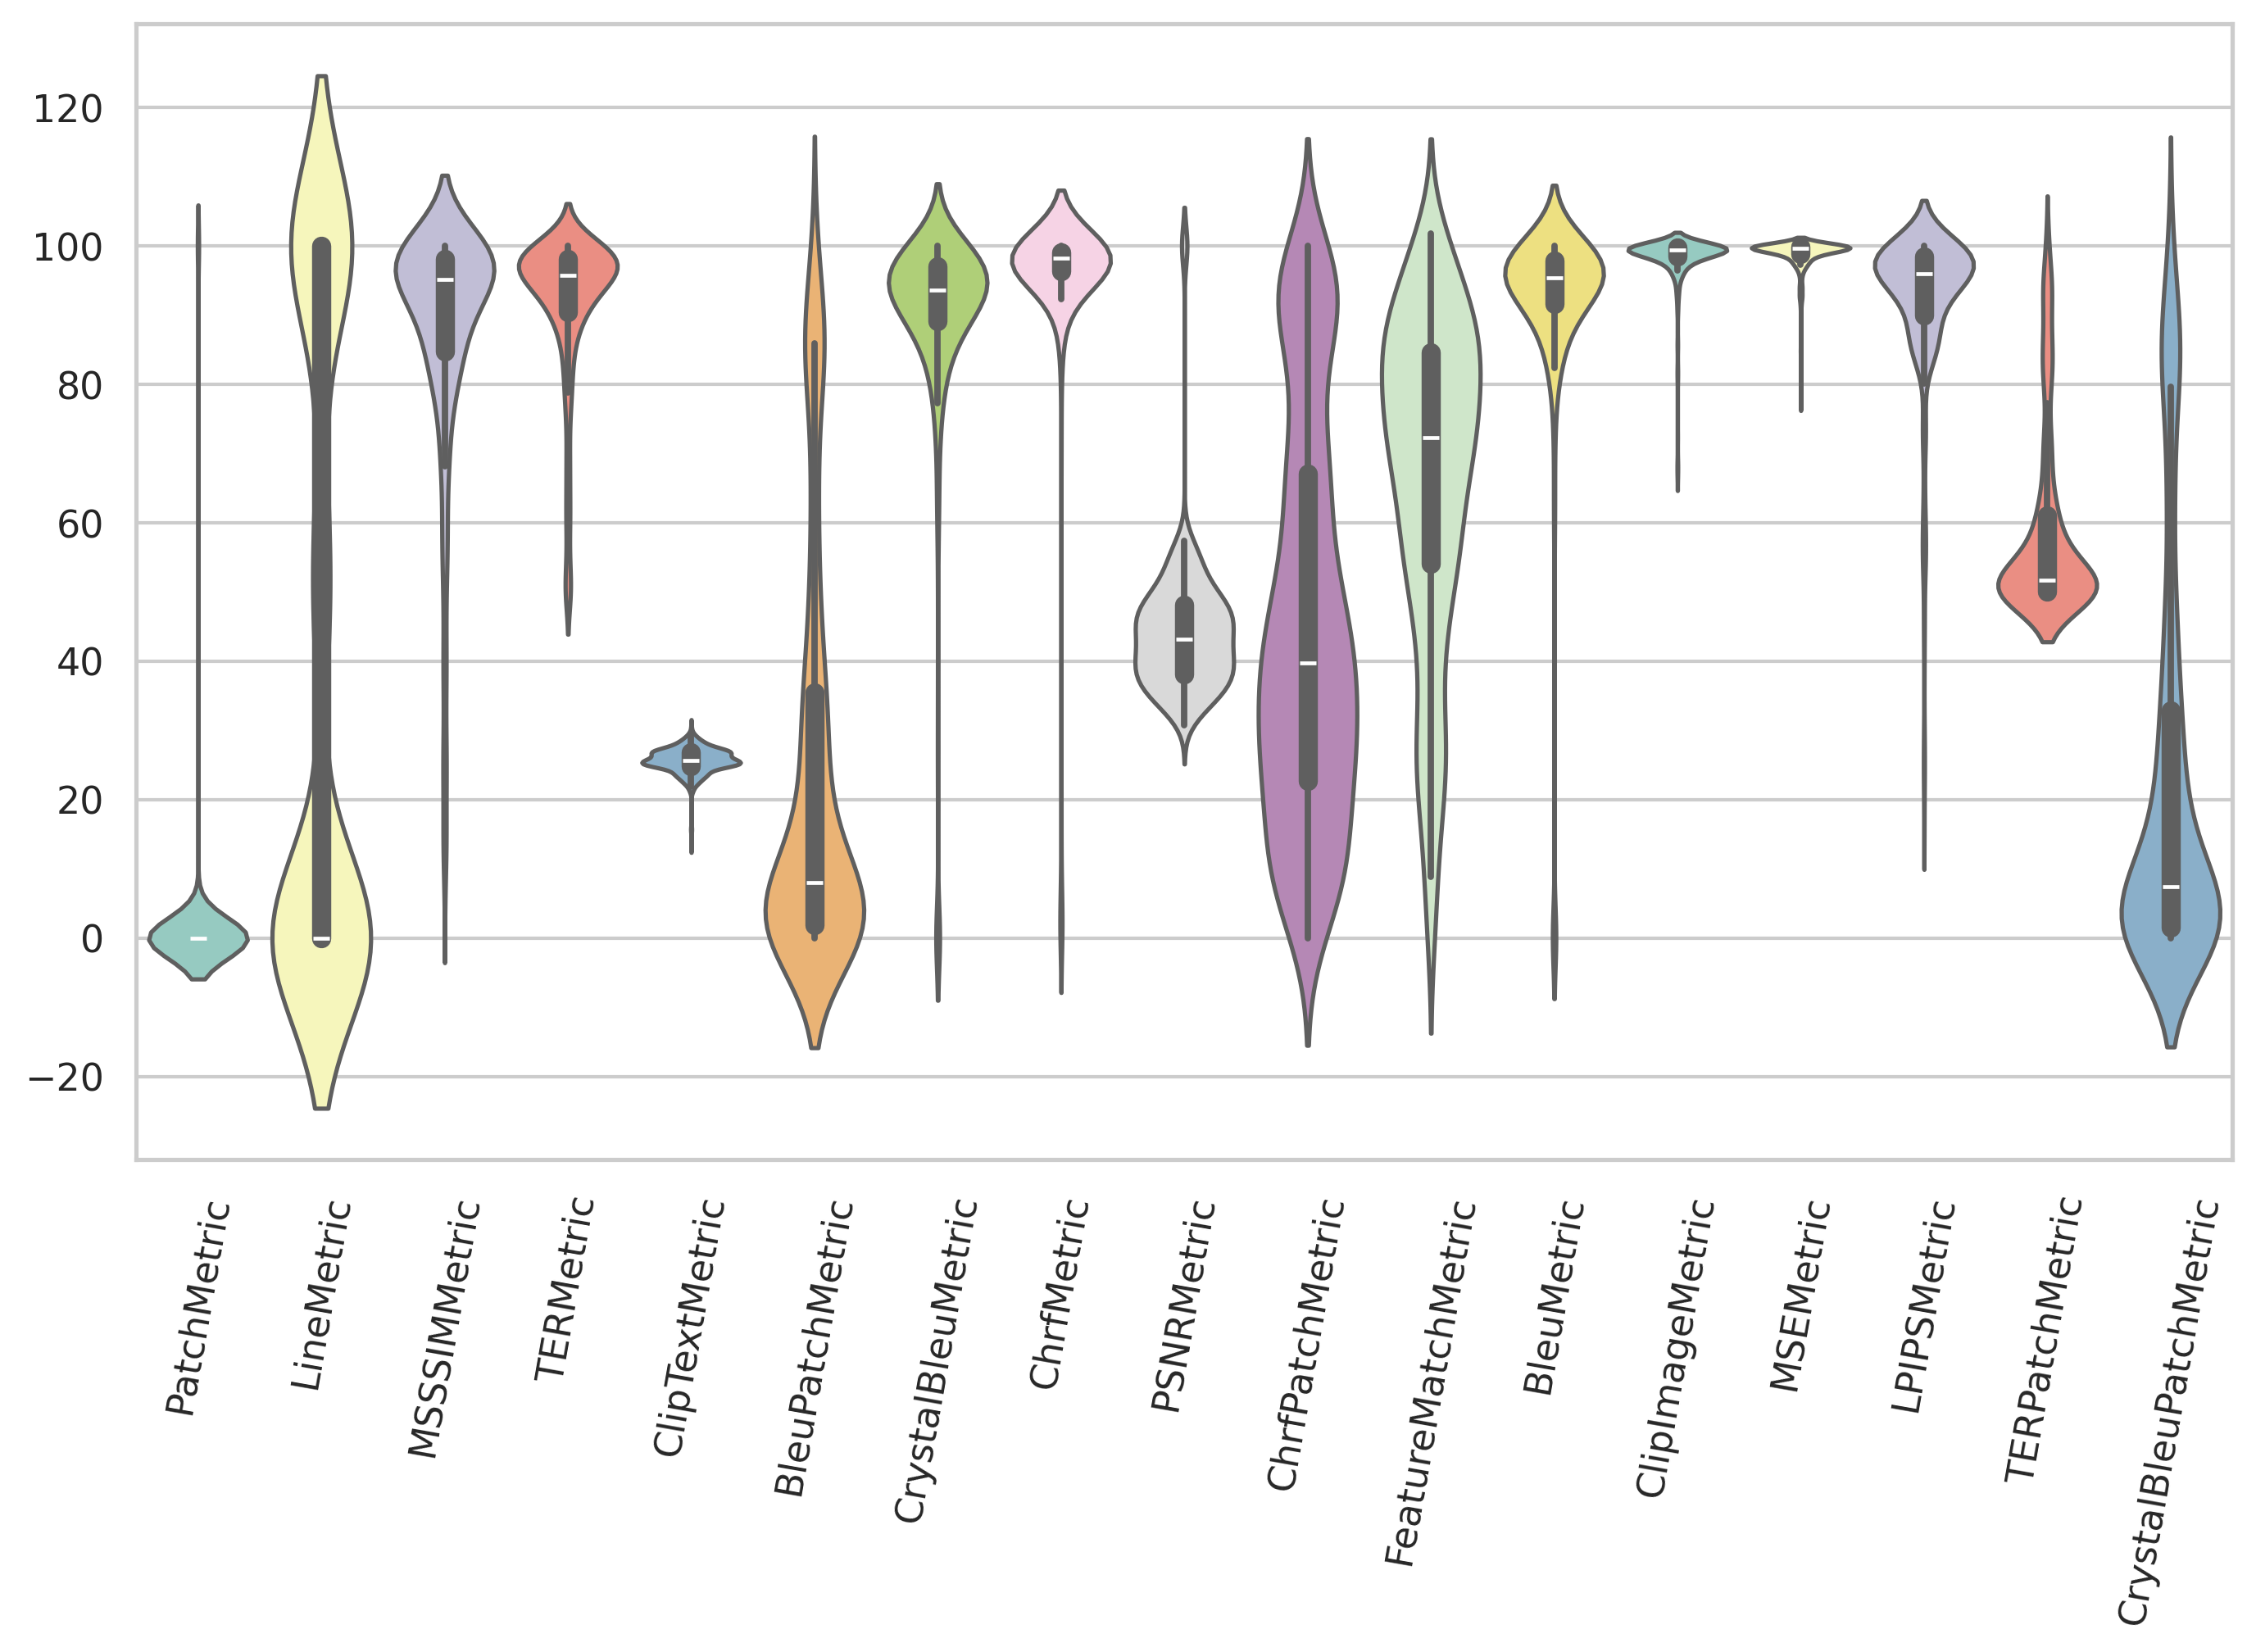 120
100
80
60
40
20
0
−20
PatchMetric
LineMetric
MSSSIMMetric
TERMetric
ClipTextMetric
BleuPatchMetric
CrystalBleuMetric
ChrfMetric
PSNRMetric
ChrfPatchMetric
FeatureMatchMetric
BleuMetric
ClipImageMetric
MSEMetric
LPIPSMetric
TERPatchMetric
CrystalBleuPatchMetric